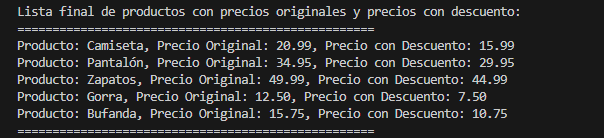 Lista final de productos con precios originales y precios con descuento:
===================================================
Producto: Camiseta, Precio Original: 20.99, Precio con Descuento: 15.99
Producto: Pantalón, Precio Original: 34.95, Precio con Descuento: 29.95
Producto: Zapatos, Precio Original: 49.99, Precio con Descuento: 44.99
Producto: Gorra, Precio Original: 12.50, Precio con Descuento: 7.50
Producto: Bufanda, Precio Original: 15.75, Precio con Descuento: 10.75
===================================================